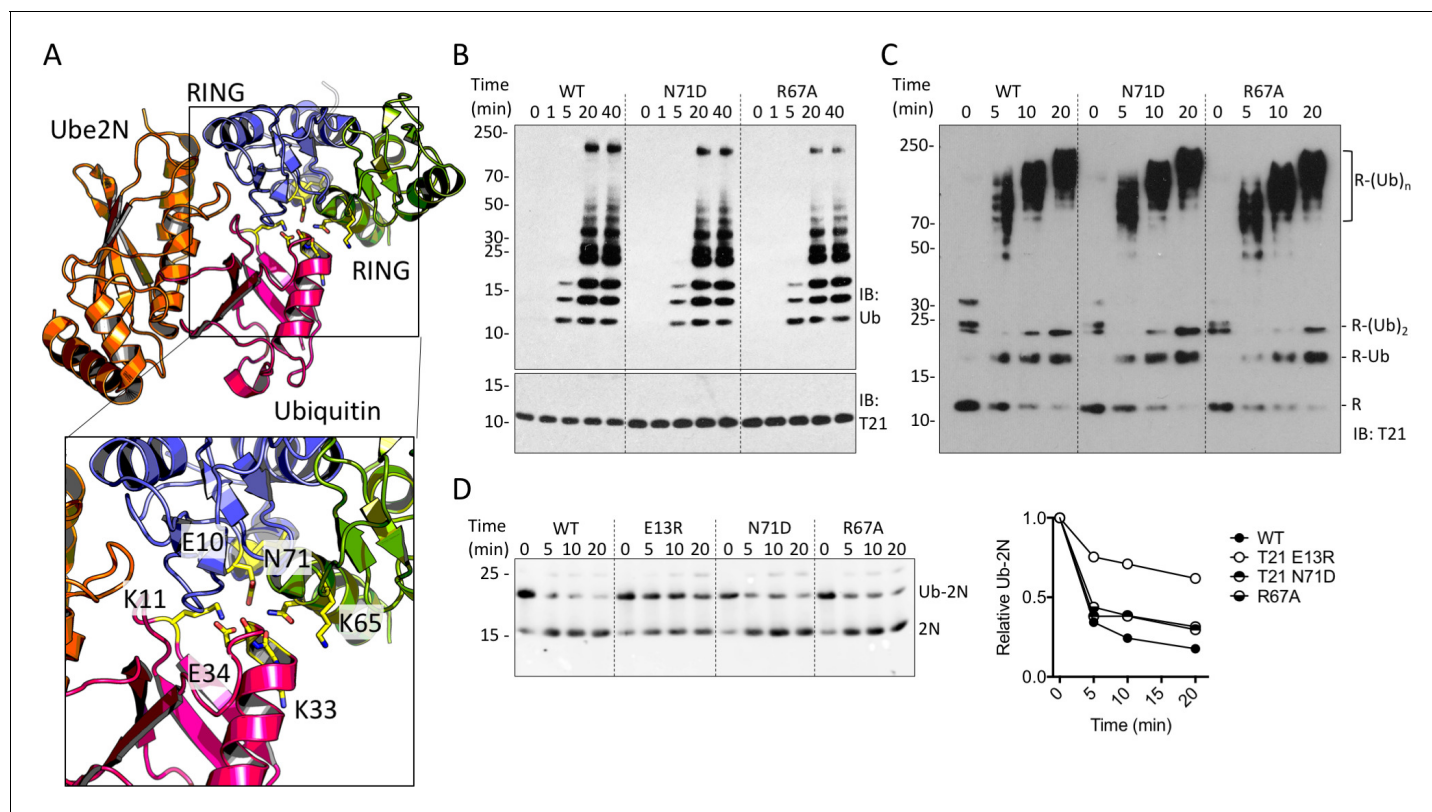 A
RING
Ube2N
RING
Ubiquitin
E10
N71
K11
K65
E34
K33
B
Time (min)
WT N71D R67A
0 1 5 20 40 0 1 5 20 40 0 1 5 20 40
250-
70-
50-
30-
25-
15-
10-
IB:
Ub
15-
10-
IB:
T21
C
Time
(min)
WT N71D R67A
0 5 10 20 0 5 10 20 0 5 10 20
250-
70-
50-
30-
25-
15-
10-
R-(Ub)n
- R-(Ub)2
- R-Ub
- R
IB: T21
D
Time
(min)
WT E13R N71D R67A
0 5 10 20 0 5 10 20 0 5 10 20 0 5 10 20
25-
15 -
Ub-2N
2N
Relative Ub-2N
1.0
0.5
0.0
0 5 10 15 20
Time (min)
WT
T21 E13R
T21 N71D
R67A